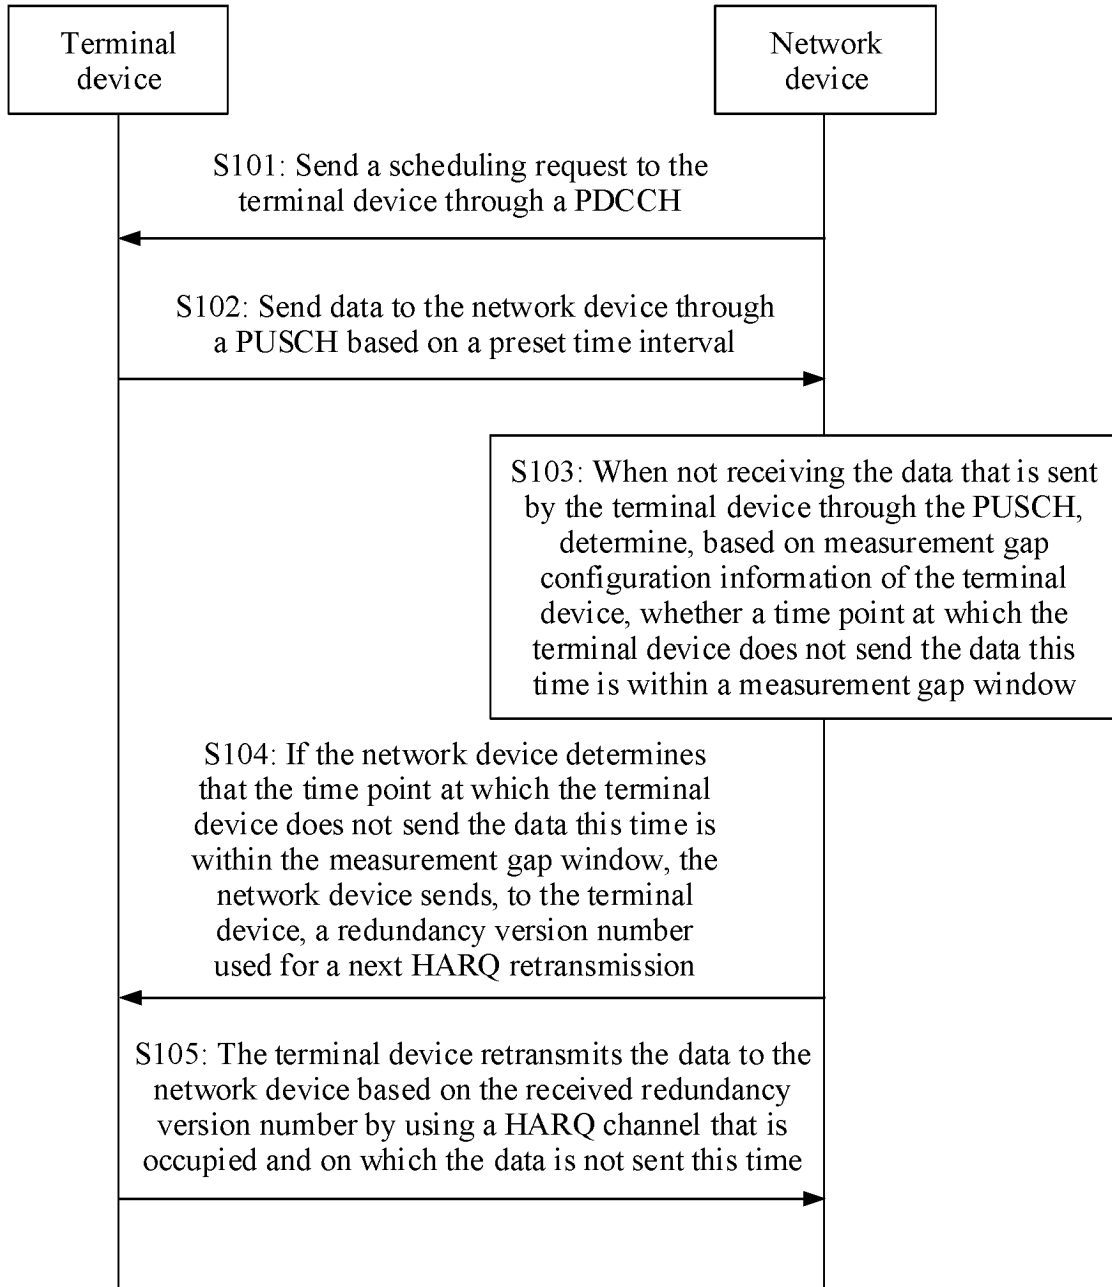 Terminal
device
Network
device
S101: Send a scheduling request to the
terminal device through a PDCCH
S102: Send data to the network device through
a PUSCH based on a preset time interval
S103: When not receiving the data that is sent
by the terminal device through the PUSCH,
determine, based on measurement gap
configuration information of the terminal
device, whether a time point at which the
terminal device does not send the data this
time is within a measurement gap window
S104: If the network device determines
that the time point at which the terminal
device does not send the data this time is
within the measurement gap window, the
network device sends, to the terminal
device, a redundancy version number
used for a next HARQ retransmission
S105: The terminal device retransmits the data to the
network device based on the received redundancy
version number by using a HARQ channel that is
occupied and on which the data is not sent this time